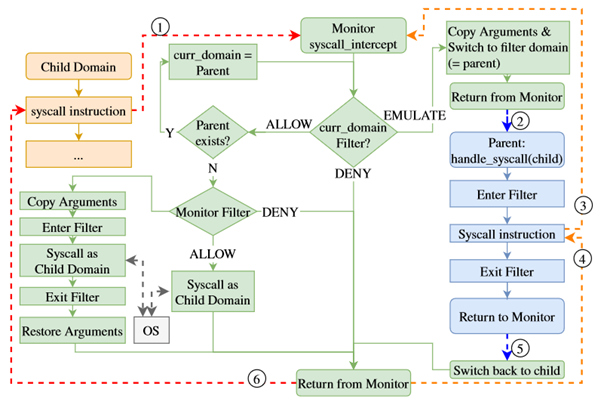 1
Monitor
syscall_intercept
Copy Arguments &
Switch to filter domain
(= parent)
Return from Monitor
Child Domain
syscall instruction
...
curr_domain =
Parent
Y
Parent
exists?
N
ALLOW
curr_domain
Filter?
EMULATE
DENY
2
Parent:
handle_syscall(child)
Enter Filter
3
Syscall instruction
4
Exit Filter
Return to Monitor
5
Switch back to child
Monitor Filter
DENY
ALLOW
Copy Arguments
Enter Filter
Syscall as
Child Domain
Exit Filter
Restore Arguments
Syscall as
Child Domain
OS
6
Return from Monitor